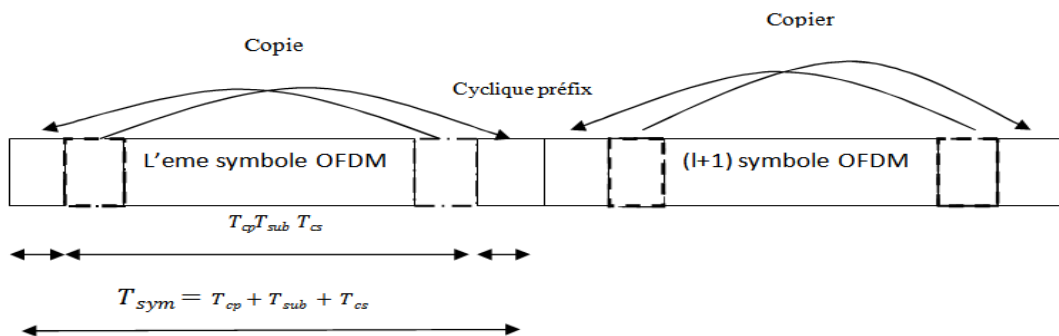 Copie
Copier
Cyclique préfix
L'eme symbole OFDM
(l+1) symbole OFDM
T_cp T_sub T_cs
T_sym = T_cp + T_sub + T_cs